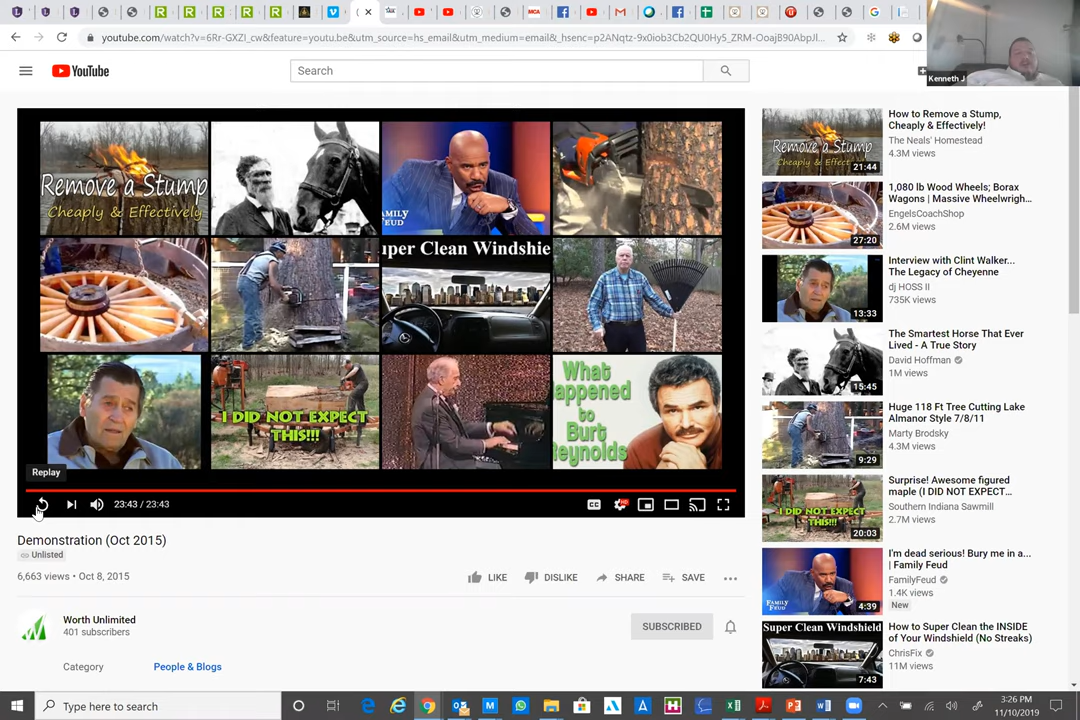 youtube.com/watch?v=6Rr-GXZI_cw&feature=youtu.be&utm_source=hs_email&utm_medium=email&_hsenc=p2ANqtz-9x0iob3Cb2QU0Hy5_ZRM-OoajB90AbpJl...
Kenneth J
YouTube
Search
Remove a Stump
Cheaply & Effectively
FAMILY
FEUD
uper Clean Windshie
I DID NOT EXPECT
THIS!!!
What
appened
to
Burt
Reynolds
Replay
23:43 / 23:43
CC
Demonstration (Oct 2015)
Unlisted
6,663 views • Oct 8, 2015
LIKE
DISLIKE
SHARE
SAVE
Worth Unlimited
401 subscribers
SUBSCRIBED
Category
People & Blogs
Remove a Stump
Cheaply & Effectively
21:44
How to Remove a Stump,
Cheaply & Effectively!
The Neals' Homestead
4.3M views
27:20
1,080 lb Wood Wheels; Borax
Wagons | Massive Wheelwrigh...
EngelsCoachShop
2.6M views
13:33
Interview with Clint Walker...
The Legacy of Cheyenne
dj HOSS II
735K views
15:45
The Smartest Horse That Ever
Lived - A True Story
David Hoffman
1M views
9:29
Huge 118 Ft Tree Cutting Lake
Almanor Style 7/8/11
Marty Brodsky
4.3M views
I DID NOT EXPECT
THIS!!!
20:03
Surprise! Awesome figured
maple (I DID NOT EXPECT...
Southern Indiana Sawmill
2.7M views
FAMILY
FEUD
4:39
I'm dead serious! Bury me in a...
| Family Feud
FamilyFeud
1.4K views
New
Super Clean Windshield
7:43
How to Super Clean the INSIDE
of Your Windshield (No Streaks)
ChrisFix
11M views
Type here to search
3:26 PM
11/10/2019